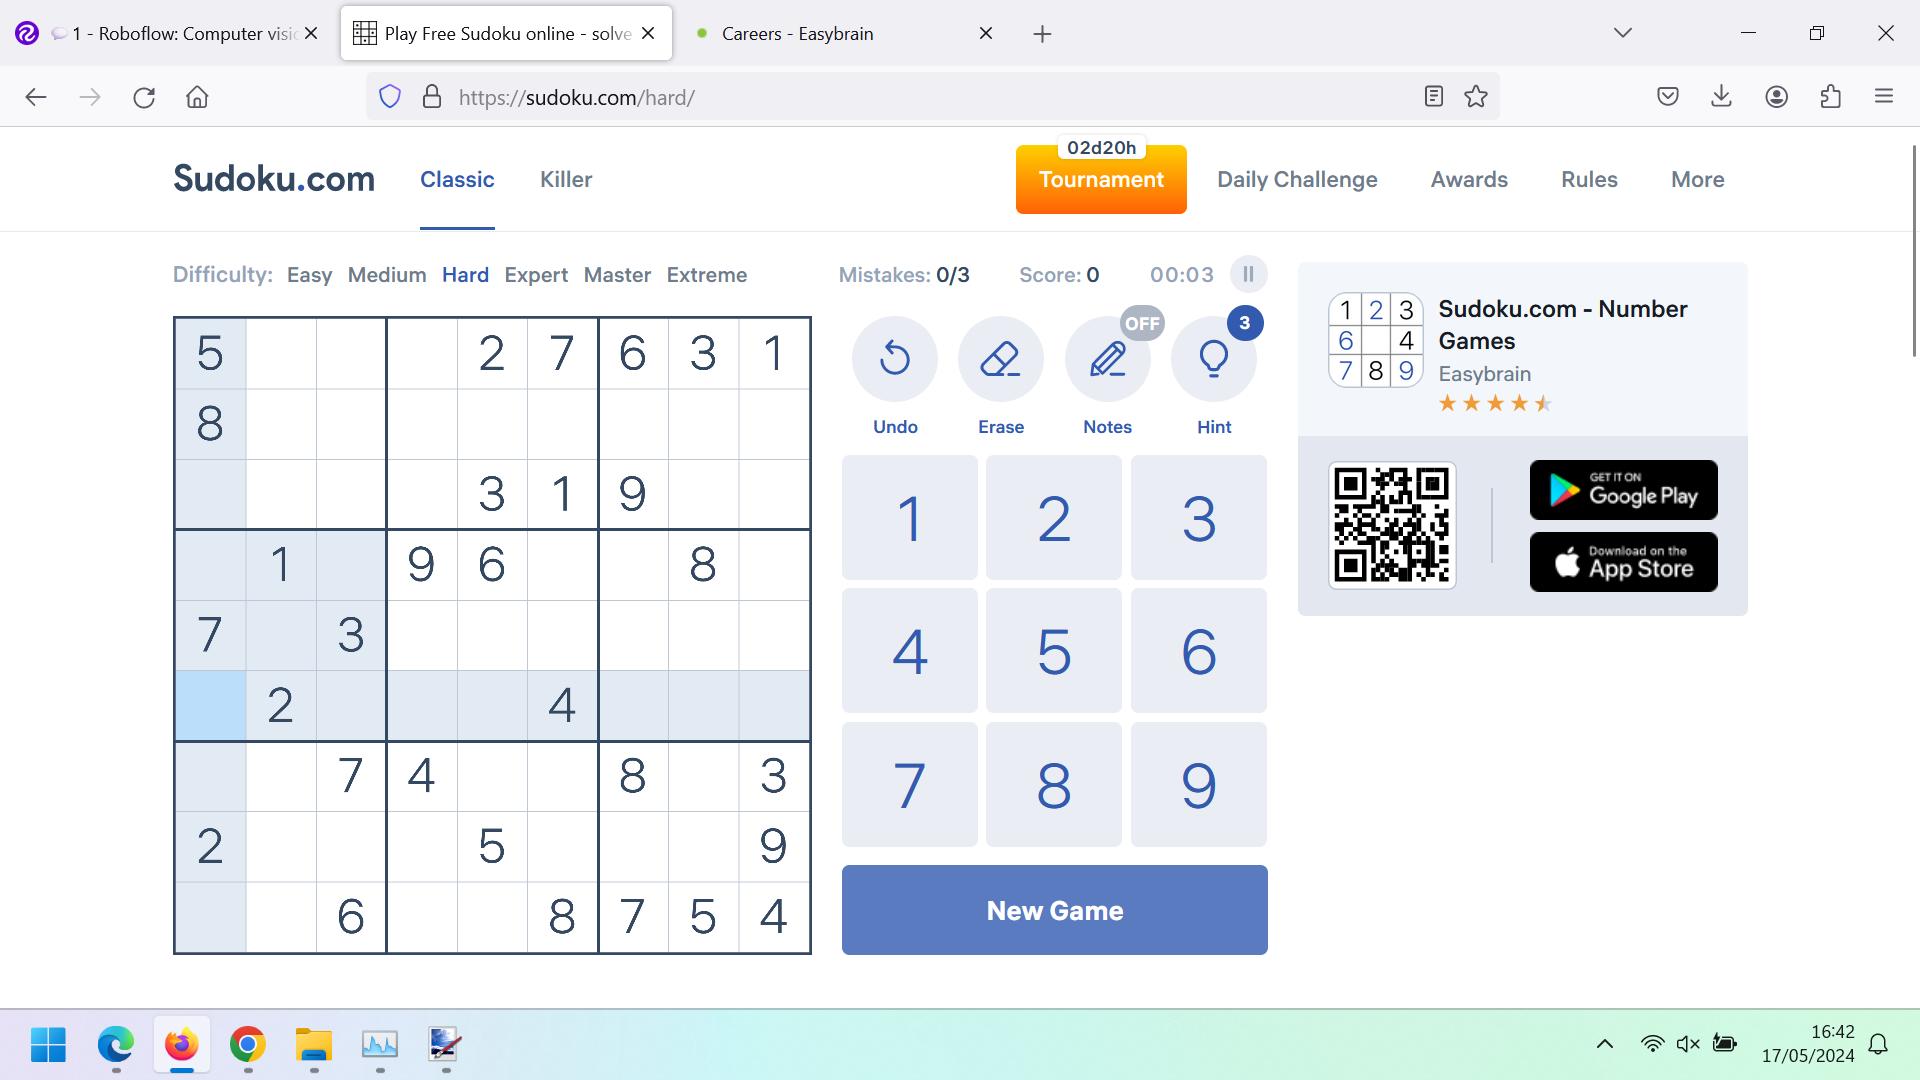 1 - Roboflow: Computer visi
Play Free Sudoku online - solve
Careers - Easybrain
https://sudoku.com/hard/
02d20h
Sudoku.com
Classic
Killer
Tournament
Daily Challenge
Awards
Rules
More
Difficulty: Easy Medium Hard Expert Master Extreme
Mistakes: 0/3
Score: 0
00:03
5 2 7 6 3 1
8
3 1 9
1 9 6 8
7 3
2 4
7 4 8 3
2 5 9
6 8 7 5 4
OFF
3
Undo
Erase
Notes
Hint
1 2 3
4 5 6
7 8 9
New Game
1 2 3
6 4
7 8 9
Sudoku.com - Number
Games
Easybrain
GET IT ON
Google Play
Download on the
App Store
16:42
17/05/2024